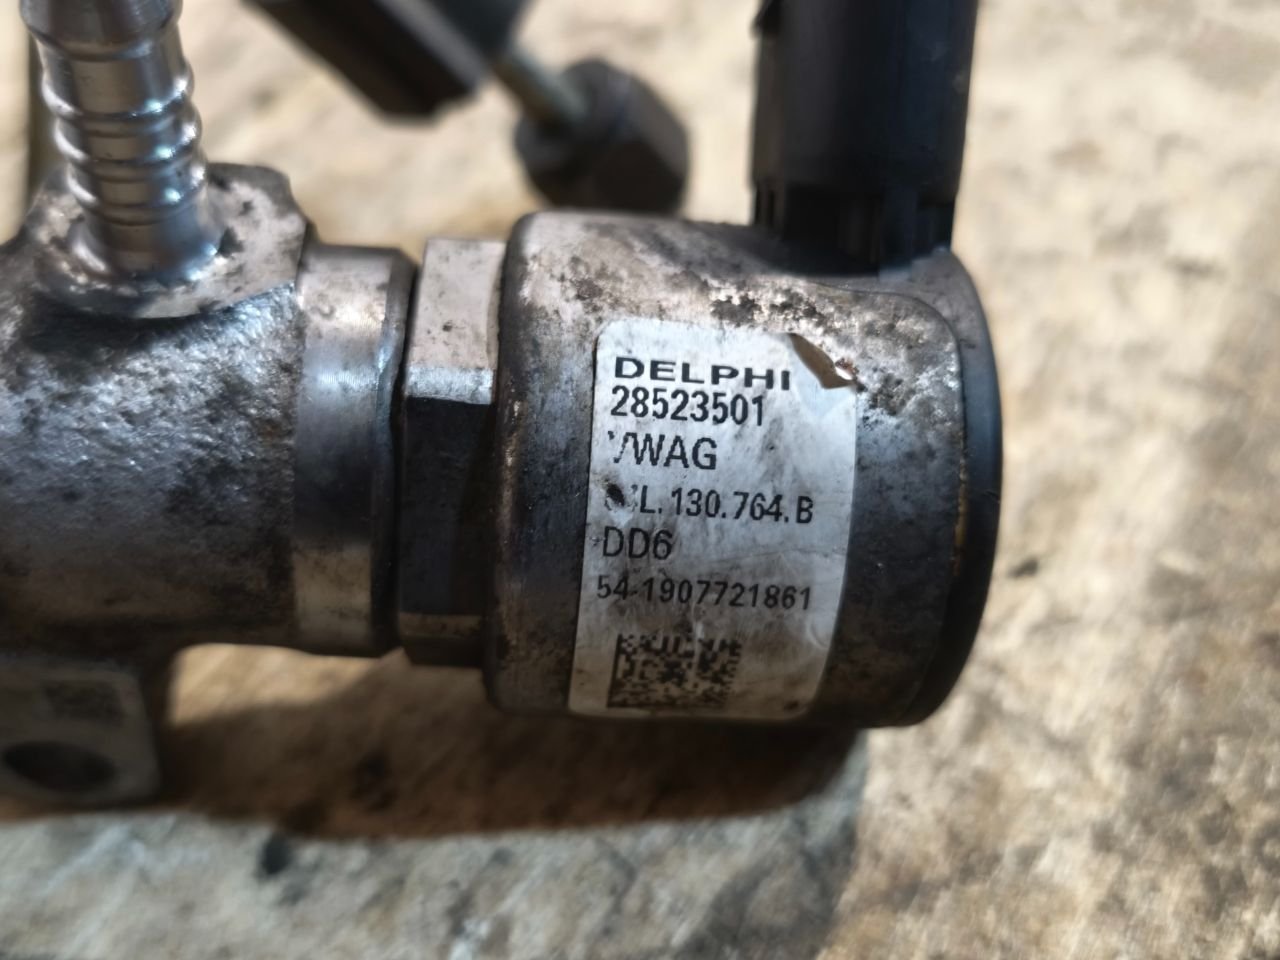 DELPHI
28523501
VWAG
L.130.764.B
DD6
54-1907721861